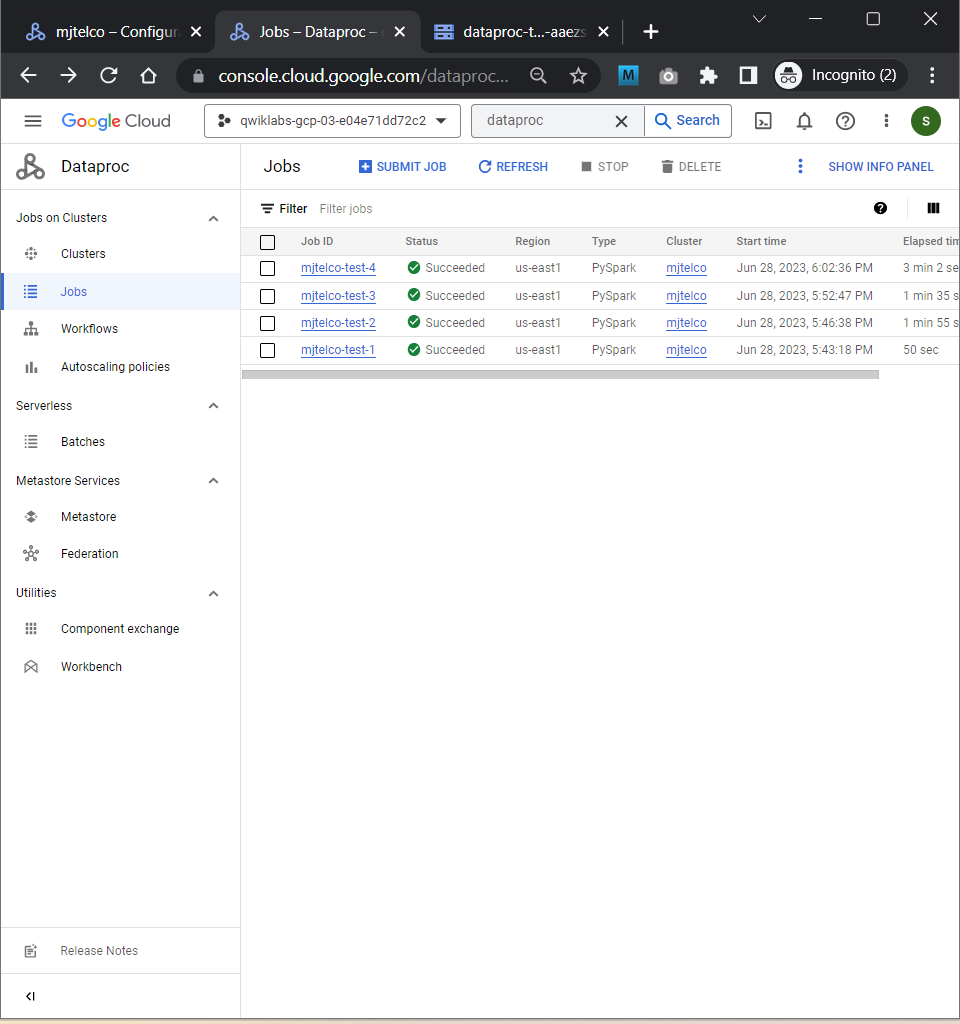 mjtelco – Configur
Jobs – Dataproc –
dataproc-t...-aaezs
console.cloud.google.com/dataproc...
M
Incognito (2)
Google Cloud
qwiklabs-gcp-03-e04e71dd72c2
dataproc
Search
S
Dataproc
Jobs
SUBMIT JOB
REFRESH
STOP
DELETE
SHOW INFO PANEL
Jobs on Clusters
Clusters
Jobs
Workflows
Autoscaling policies
Serverless
Batches
Metastore Services
Metastore
Federation
Utilities
Component exchange
Workbench
Release Notes
Filter Filter jobs
Job ID Status Region Type Cluster Start time Elapsed tim
mjtelco-test-4 Succeeded us-east1 PySpark mjtelco Jun 28, 2023, 6:02:36 PM 3 min 2 se
mjtelco-test-3 Succeeded us-east1 PySpark mjtelco Jun 28, 2023, 5:52:47 PM 1 min 35 s
mjtelco-test-2 Succeeded us-east1 PySpark mjtelco Jun 28, 2023, 5:46:38 PM 1 min 55 s
mjtelco-test-1 Succeeded us-east1 PySpark mjtelco Jun 28, 2023, 5:43:18 PM 50 sec